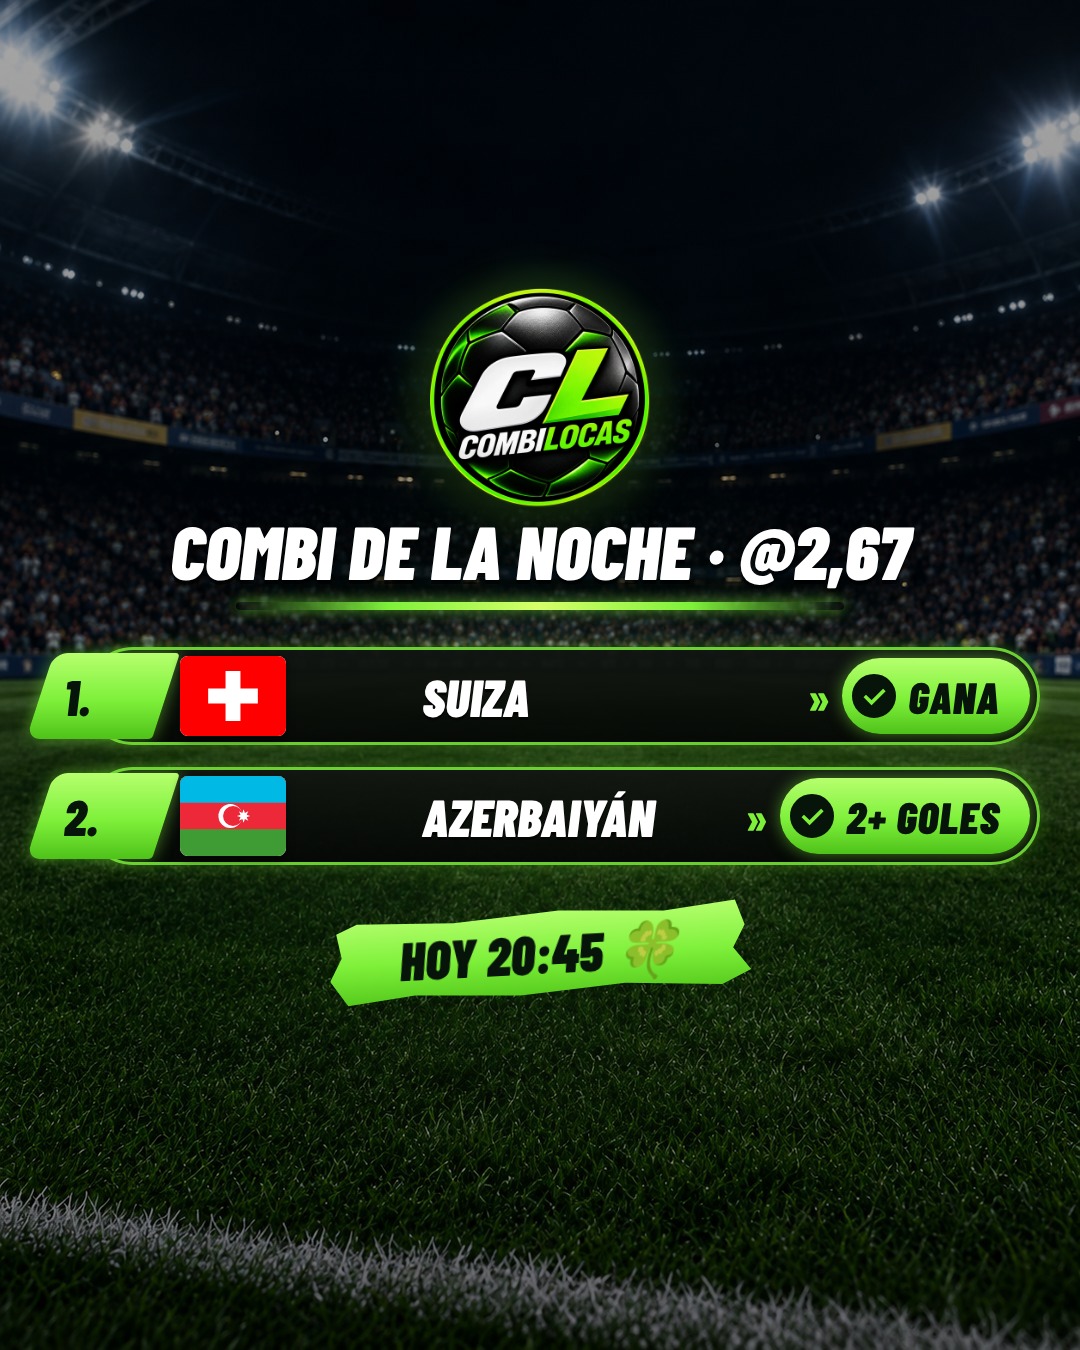 CL
COMBILOCAS
COMBI DE LA NOCHE · @2,67
1. SUIZA » GANA
2. AZERBAIYÁN » 2+ GOLES
HOY 20:45 🍀